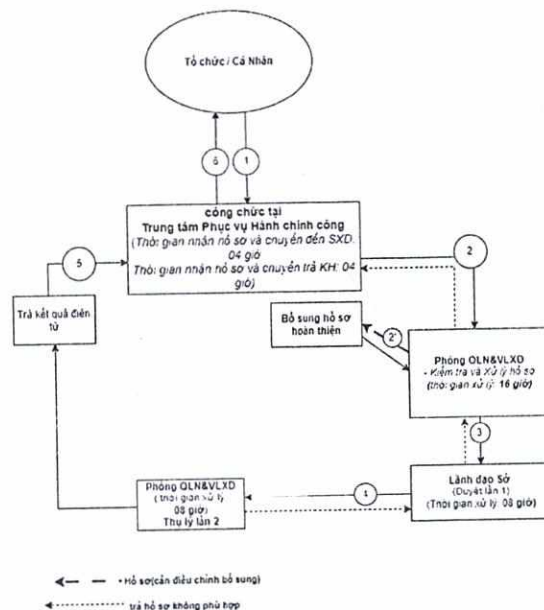 Tổ chức / Cá Nhân
6
1
công chức tại
Trung tâm Phục vụ Hành chính công
(Thời gian nhận hồ sơ và chuyển đến SXD:
04 giờ
Thời gian nhận hồ sơ và chuyển trả KH: 04
giờ)
5
2
Trả kết quả điện
tử
Bổ sung hồ sơ
hoàn thiện
2'
Phòng QLN&VLXD
- Kiểm tra và Xử lý hồ sơ
(thời gian xử lý: 16 giờ)
3
Phòng QLN&VLXD
( thời gian xử lý
08 giờ)
Thụ lý lần 2
Lãnh đạo Sở
(Duyệt lần 1)
(Thời gian xử lý: 08 giờ)
Hồ sơ(cần điều chỉnh bổ sung)
trả hồ sơ không phù hợp